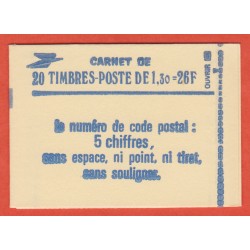 CARNET DE
20 TIMBRES-POSTE DE 1,30=26F
OUVRIR
le numéro de code postal:
5 chiffres,
sans espace, ni point, ni tiret,
sans souligner.